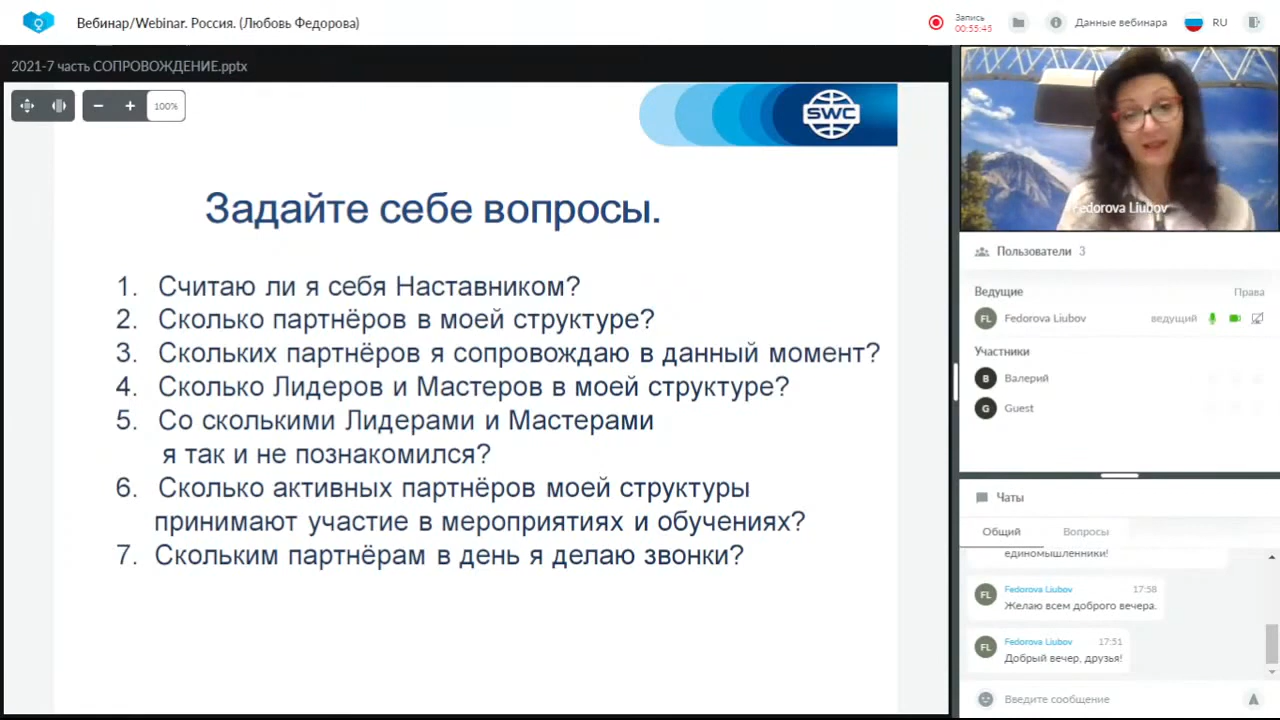 Вебинар/Webinar. Россия. (Любовь Федорова)
Запись
00:55:45
Данные вебинара
RU
2021-7 часть СОПРОВОЖДЕНИЕ.pptx
100%
SWC
Задайте себе вопросы.
1. Считаю ли я себя Наставником?
2. Сколько партнёров в моей структуре?
3. Скольких партнёров я сопровождаю в данный момент?
4. Сколько Лидеров и Мастеров в моей структуре?
5. Со сколькими Лидерами и Мастерами
я так и не познакомился?
6. Сколько активных партнёров моей структуры
принимают участие в мероприятиях и обучениях?
7. Скольким партнёрам в день я делаю звонки?
Fedorova Liubov
Пользователи 3
Ведущие Права
FL Fedorova Liubov ведущий
Участники
В Валерий
G Guest
Чаты
Общий Вопросы
единомышленники!
FL Fedorova Liubov 17:58
Желаю всем доброго вечера.
FL Fedorova Liubov 17:51
Добрый вечер, друзья!
Введите сообщение